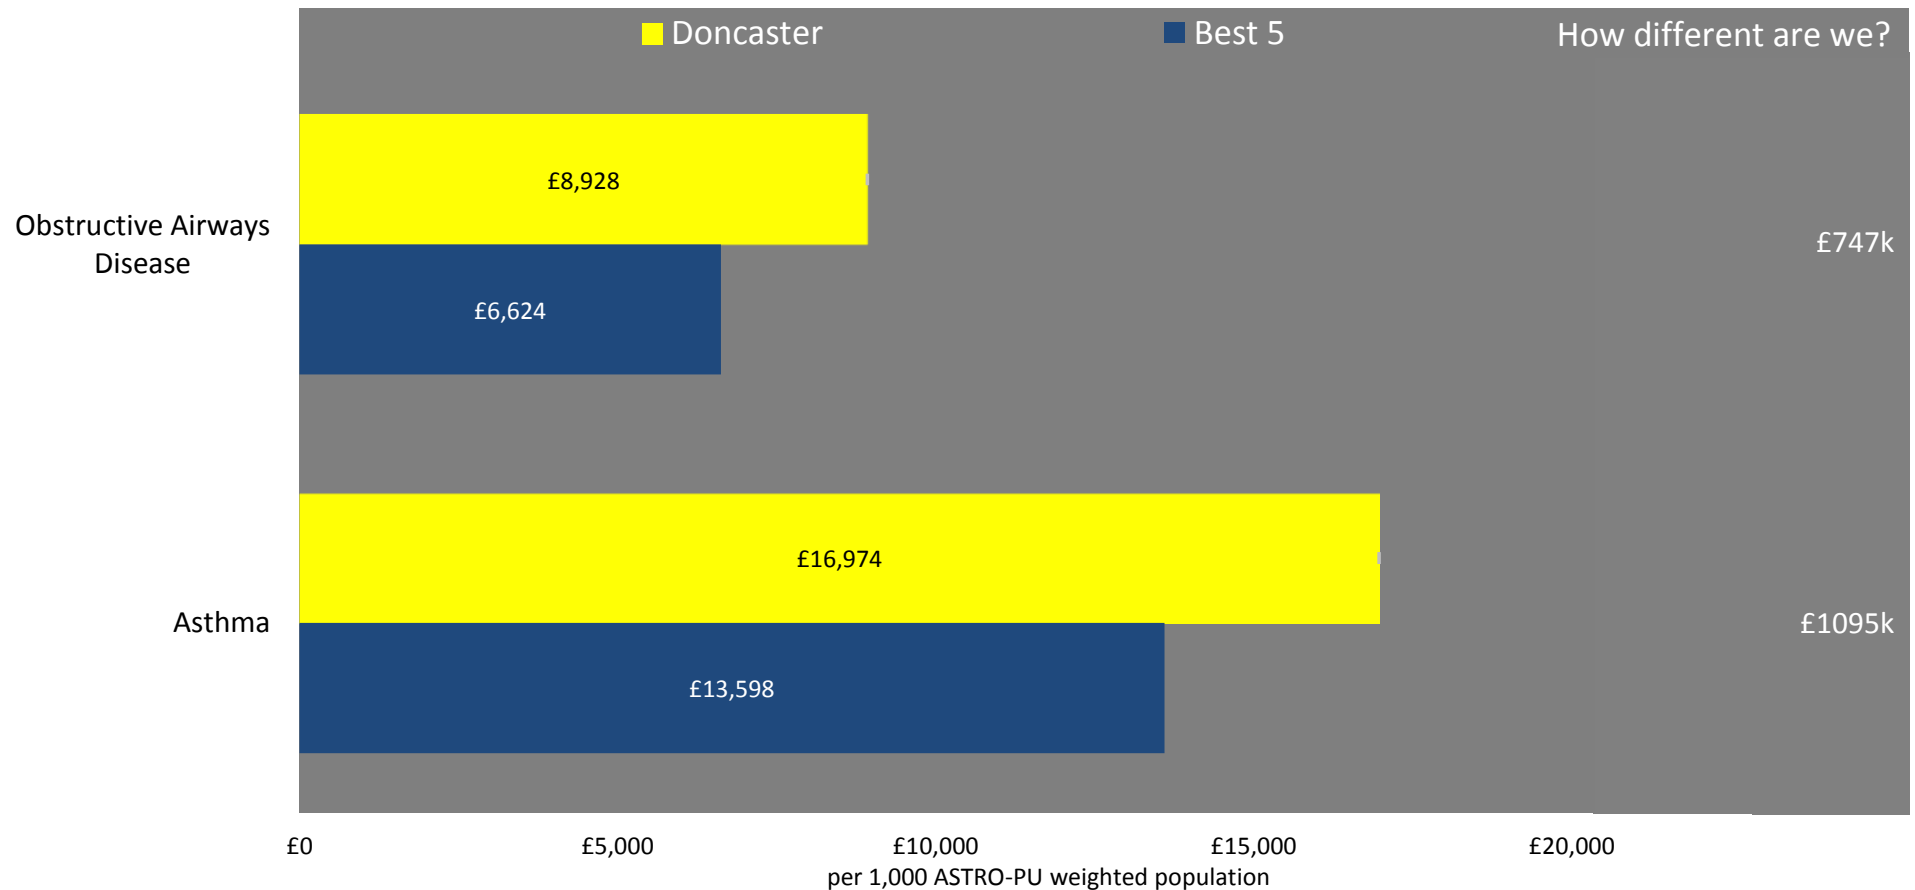 Doncaster
Best 5
How different are we?
Obstructive Airways
Disease
£8,928
£6,624
£747k
Asthma
£16,974
£13,598
£1095k
£0
£5,000
£10,000
£15,000
£20,000
per 1,000 ASTRO-PU weighted population